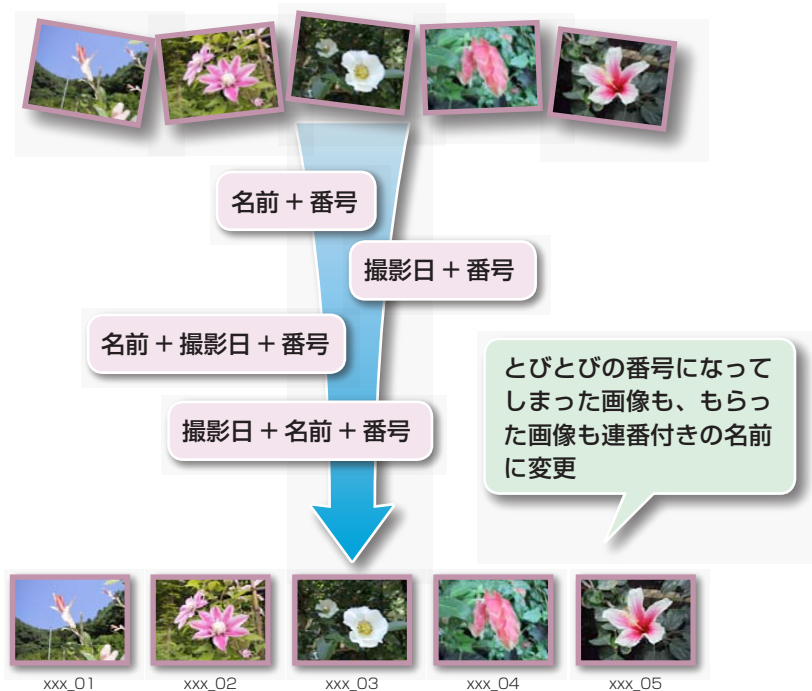 名前 + 番号
撮影日 + 番号
名前 + 撮影日 + 番号
撮影日 + 名前 + 番号
とびとびの番号になって
しまった画像も、もらっ
た画像も連番付きの名前
に変更
xxx_01
xxx_02
xxx_03
xxx_04
xxx_05